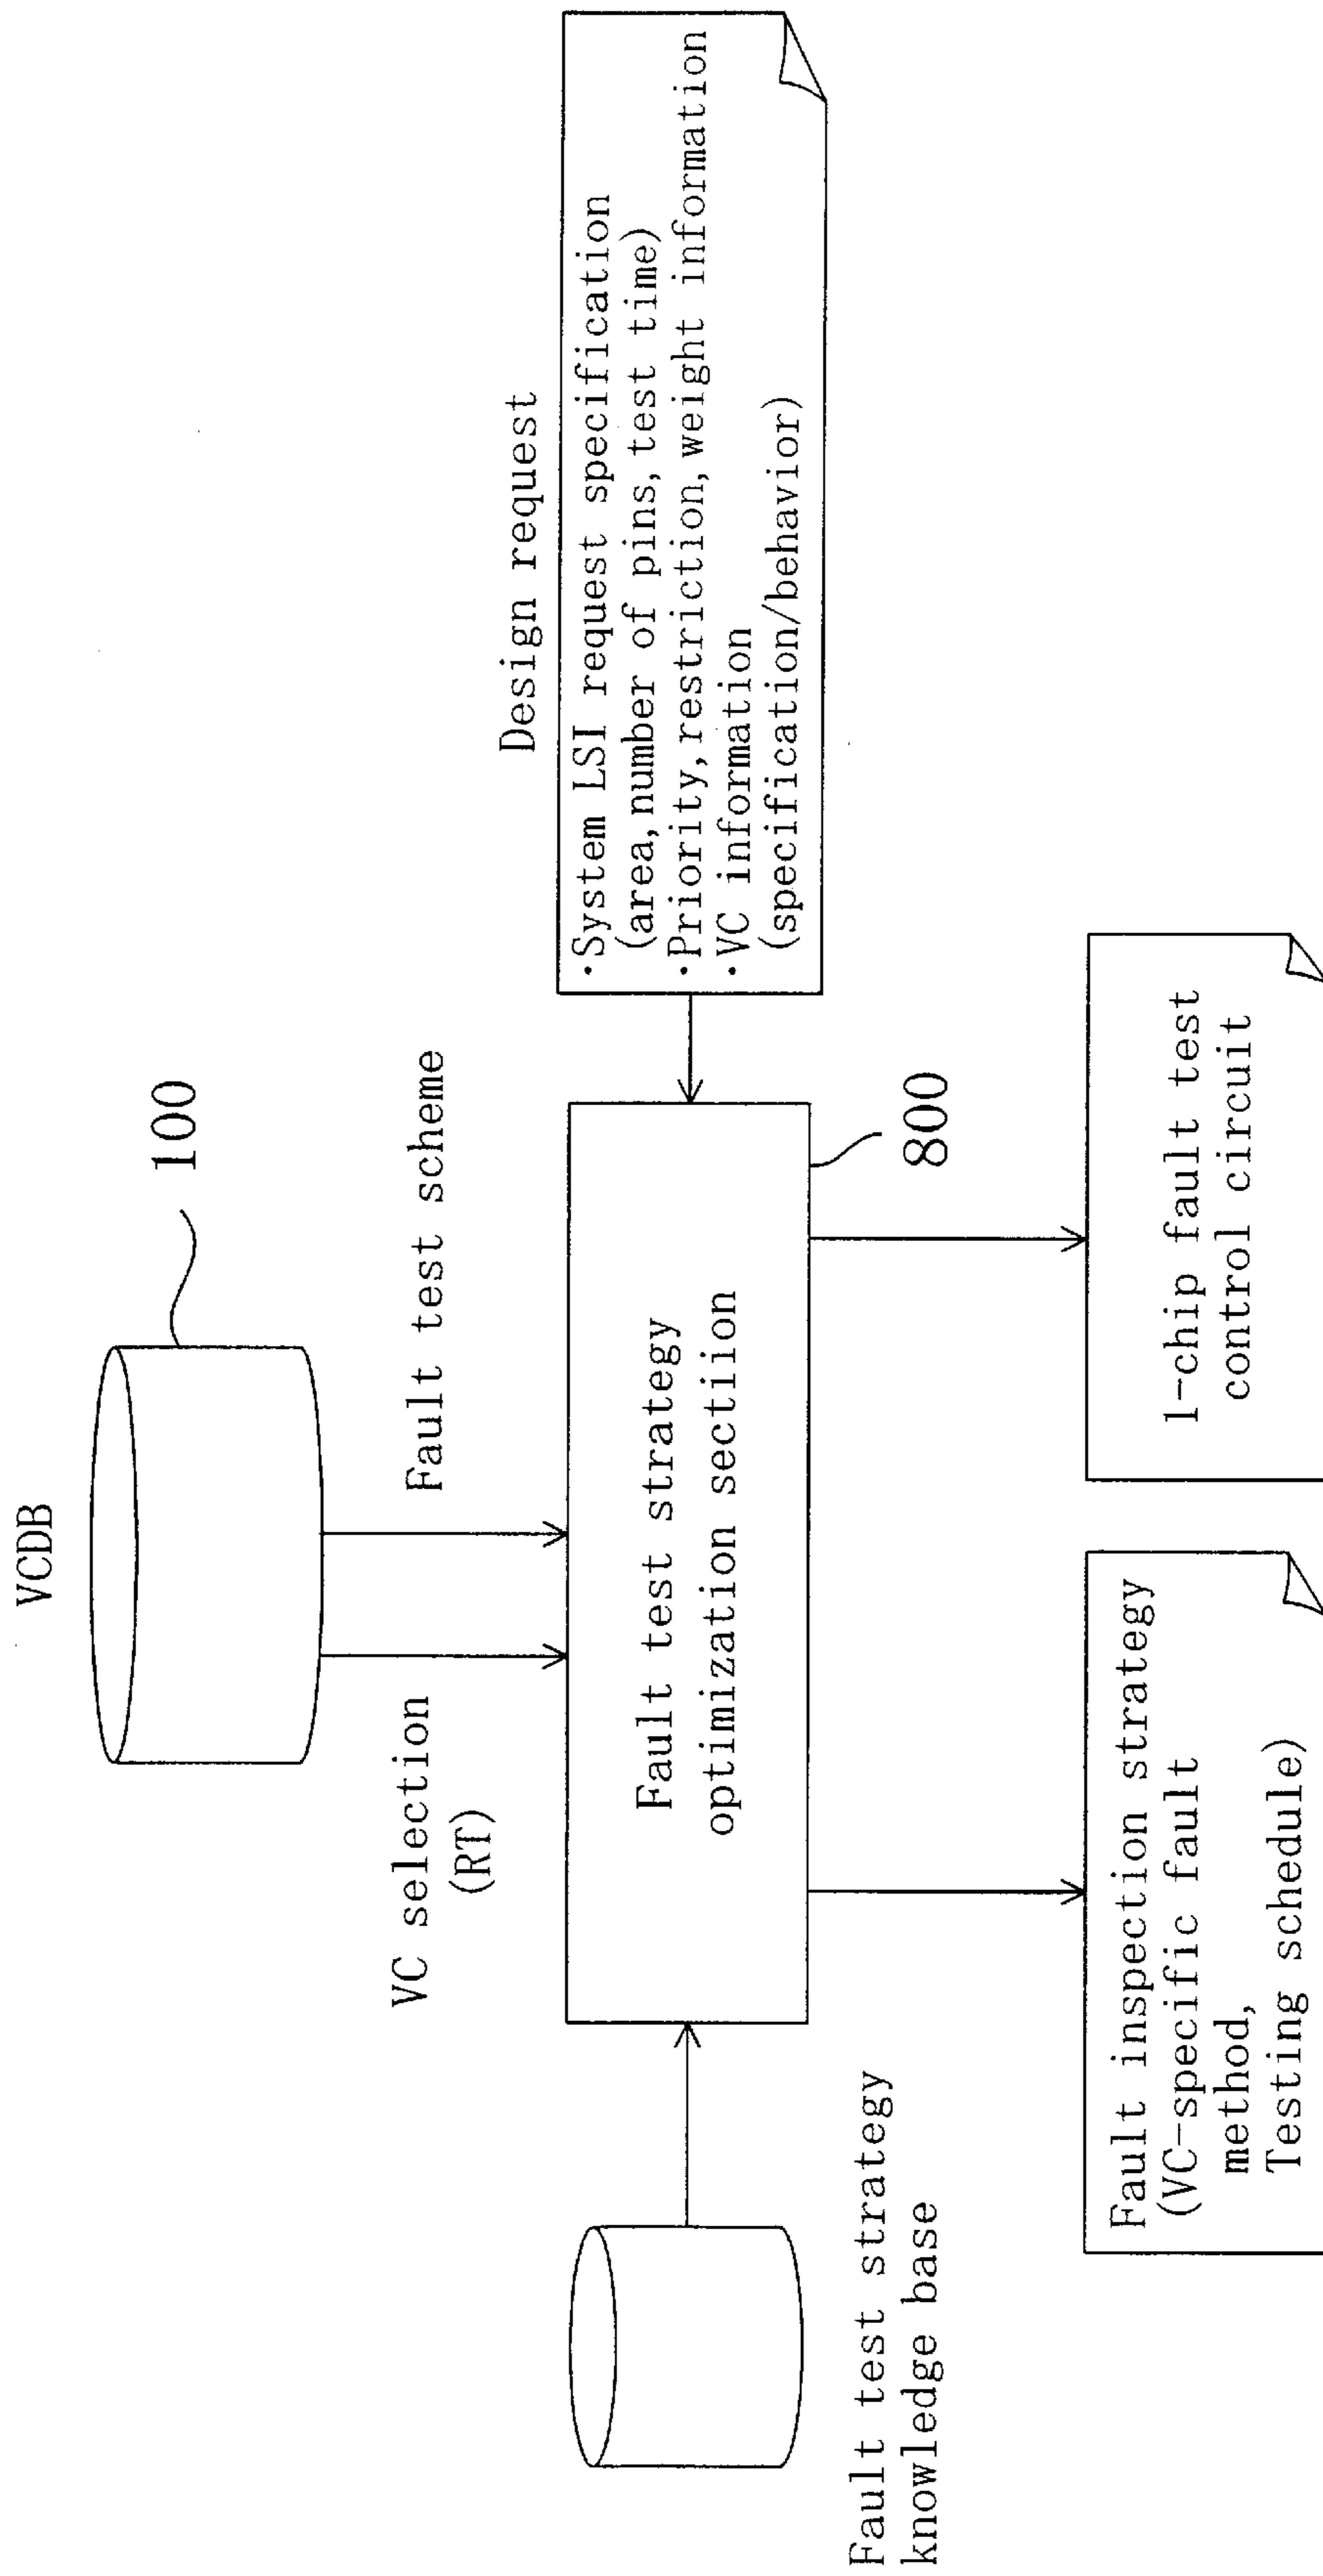 VCDB
100
VC selection
(RT)
Fault test scheme
Design request
·System LSI request specification
(area,number of pins,test time)
·Priority,restriction,weight information
·VC information
(specification/behavior)
Fault test strategy
knowledge base
Fault test strategy
optimization section
800
Fault inspection strategy
(VC-specific fault
method,
Testing schedule)
1-chip fault test
control circuit